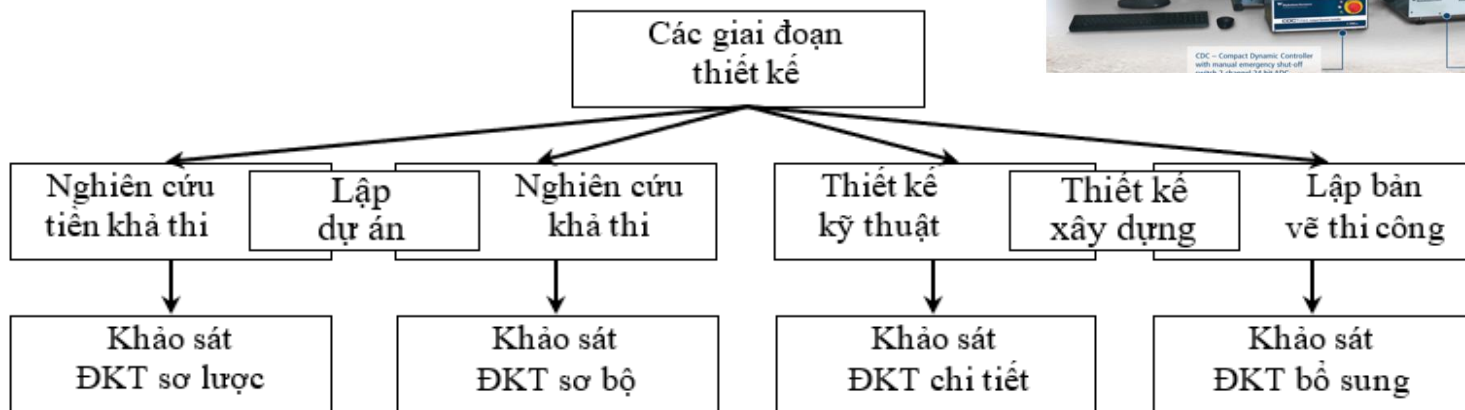 Các giai đoạn
thiết kế
CDC – Compact Dynamic Controller
with manual emergency shut-off
Nghiên cứu
tiền khả thi
Lập
dự án
Nghiên cứu
khả thi
Thiết kế
kỹ thuật
Thiết kế
xây dựng
Lập bản
vẽ thi công
Khảo sát
ĐKT sơ lược
Khảo sát
ĐKT sơ bộ
Khảo sát
ĐKT chi tiết
Khảo sát
ĐKT bổ sung